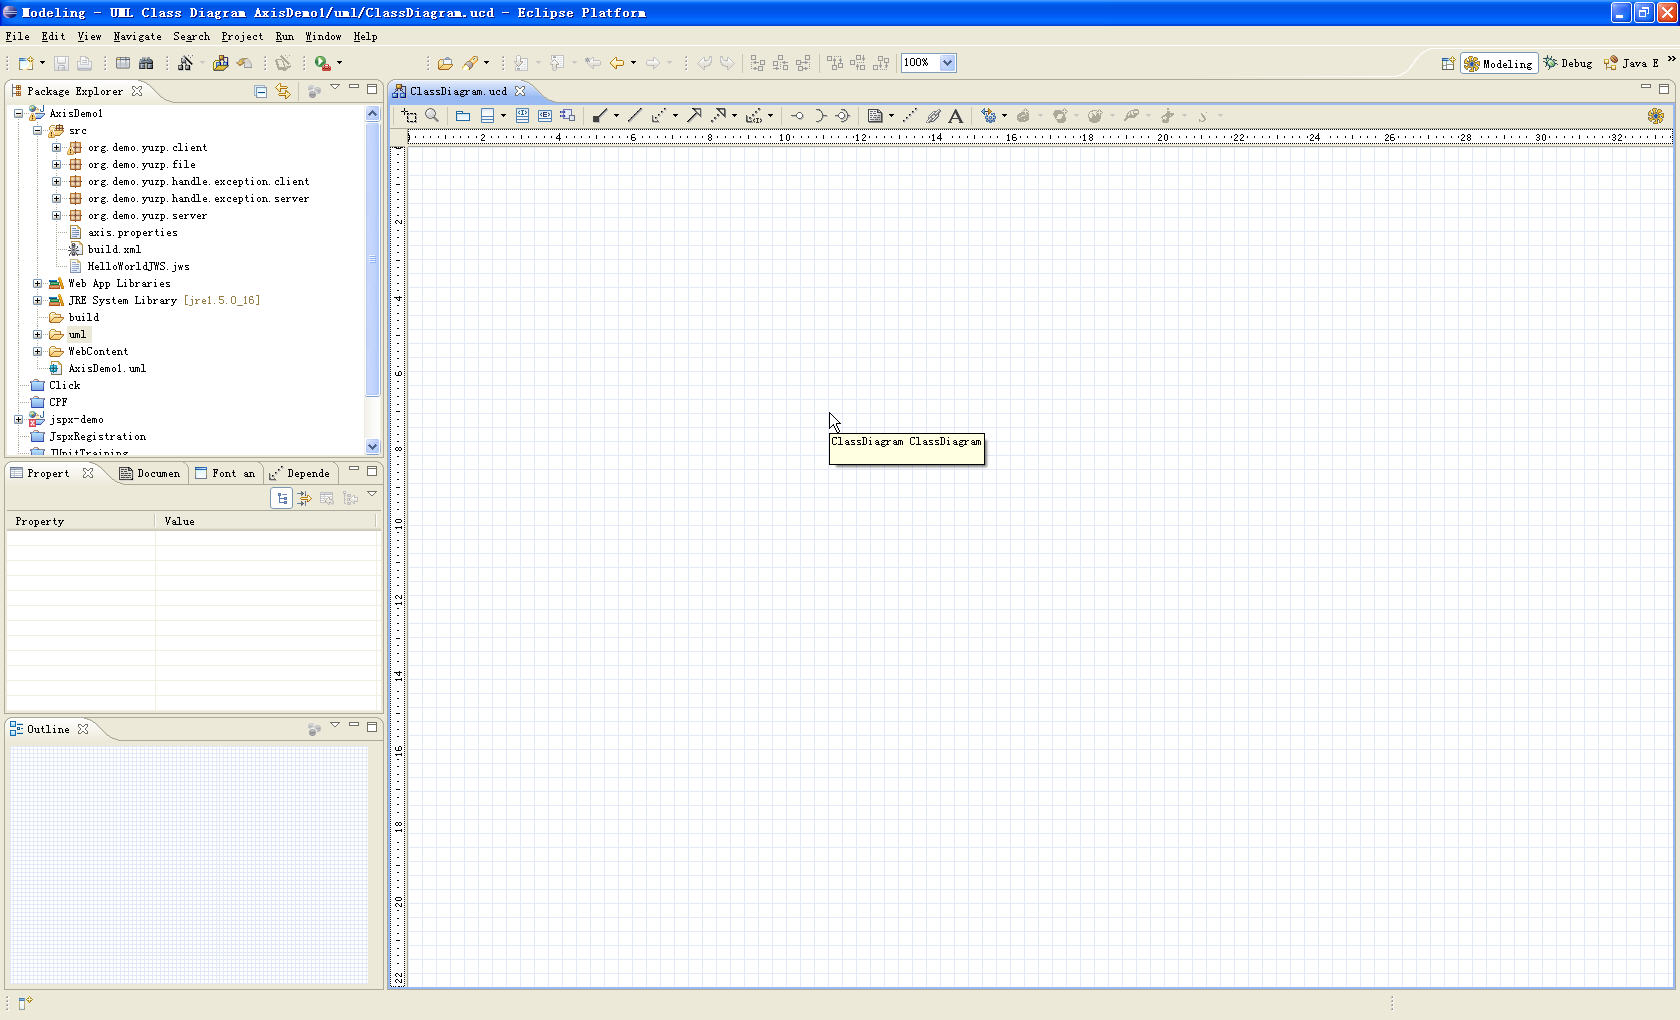 Modeling - UML Class Diagram AxisDemo1/uml/ClassDiagram.ucd - Eclipse Platform
File Edit View Navigate Search Project Run Window Help
100%
Modeling Debug Java E
Package Explorer
ClassDiagram.ucd
AxisDemo1
src
org.demo.yuzp.client
org.demo.yuzp.file
org.demo.yuzp.handle.exception.client
org.demo.yuzp.handle.exception.server
org.demo.yuzp.server
axis.properties
build.xml
HelloWorldJWS.jws
Web App Libraries
JRE System Library [jre1.5.0_16]
build
uml
WebContent
AxisDemo1.uml
Click
CPF
jspx-demo
JspxRegistration
JUnitTraining
2 4 6 8 10 12 14 16 18 20 22 24 26 28 30 32
2
4
6
8
10
12
14
16
18
20
22
ClassDiagram ClassDiagram
Propert Documen Font an Depende
Property Value
Outline